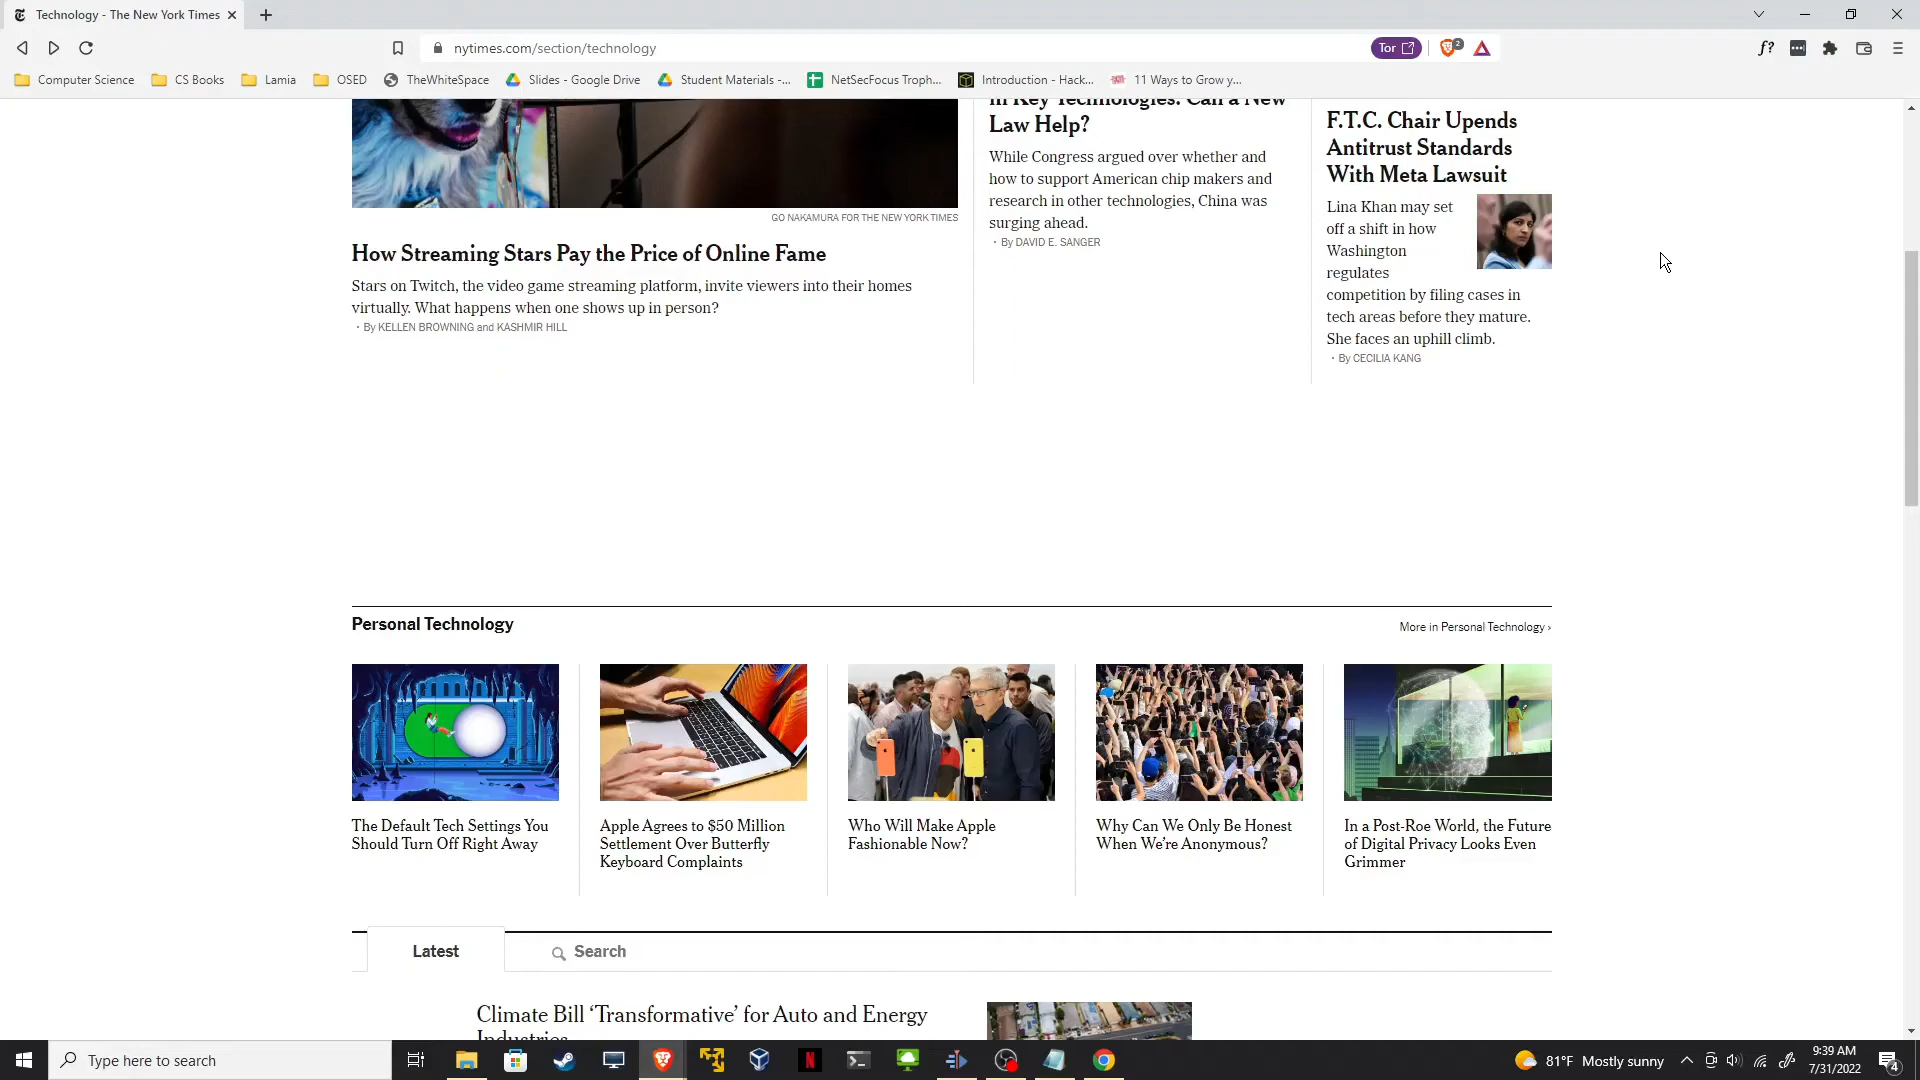 Technology - The New York Times
nytimes.com/section/technology
Tor
2
Computer Science
CS Books
Lamia
OSED
TheWhiteSpace
Slides - Google Drive
Student Materials -...
NetSecFocus Troph...
Introduction - Hack...
11 Ways to Grow y...
GO NAKAMURA FOR THE NEW YORK TIMES
How Streaming Stars Pay the Price of Online Fame
Stars on Twitch, the video game streaming platform, invite viewers into their homes
virtually. What happens when one shows up in person?
• By KELLEN BROWNING and KASHMIR HILL
in Key Technologies. Can a New
Law Help?
While Congress argued over whether and
how to support American chip makers and
research in other technologies, China was
surging ahead.
• By DAVID E. SANGER
F.T.C. Chair Upends
Antitrust Standards
With Meta Lawsuit
Lina Khan may set
off a shift in how
Washington
regulates
competition by filing cases in
tech areas before they mature.
She faces an uphill climb.
• By CECILIA KANG
Personal Technology
More in Personal Technology ›
The Default Tech Settings You
Should Turn Off Right Away
Apple Agrees to $50 Million
Settlement Over Butterfly
Keyboard Complaints
Who Will Make Apple
Fashionable Now?
Why Can We Only Be Honest
When We’re Anonymous?
In a Post-Roe World, the Future
of Digital Privacy Looks Even
Grimmer
Latest
Search
Climate Bill ‘Transformative’ for Auto and Energy
Industries
Type here to search
81°F Mostly sunny
9:39 AM
7/31/2022
4